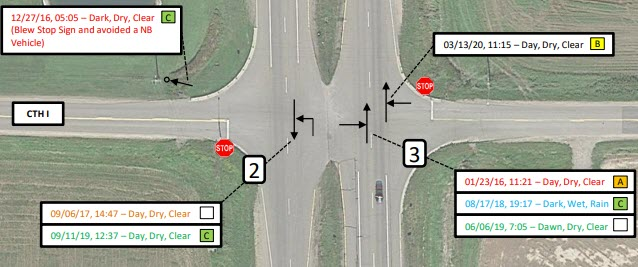 12/27/16, 05:05 – Dark, Dry, Clear C
(Blew Stop Sign and avoided a NB
Vehicle)
03/13/20, 11:15 – Day, Dry, Clear B
STOP
CTH I
STOP
2
3
01/23/16, 11:21 – Day, Dry, Clear A
08/17/18, 19:17 – Dark, Wet, Rain C
06/06/19, 7:05 – Dawn, Dry, Clear
09/06/17, 14:47 – Day, Dry, Clear
09/11/19, 12:37 – Day, Dry, Clear C